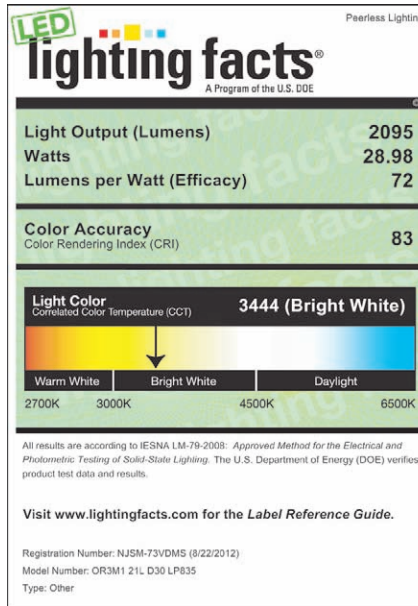 Peerless Lightin
LED
lighting facts®
A Program of the U.S. DOE
Light Output (Lumens) 2095
Watts 28.98
Lumens per Watt (Efficacy) 72
Color Accuracy
Color Rendering Index (CRI) 83
Light Color
Correlated Color Temperature (CCT) 3444 (Bright White)
Warm White Bright White Daylight
2700K 3000K 4500K 6500K
All results are according to IESNA LM-79-2008: Approved Method for the Electrical and
Photometric Testing of Solid-State Lighting. The U.S. Department of Energy (DOE) verifies
product test data and results.
Visit www.lightingfacts.com for the Label Reference Guide.
Registration Number: NJSM-73VDMS (8/22/2012)
Model Number: OR3M1 21L D30 LP835
Type: Other